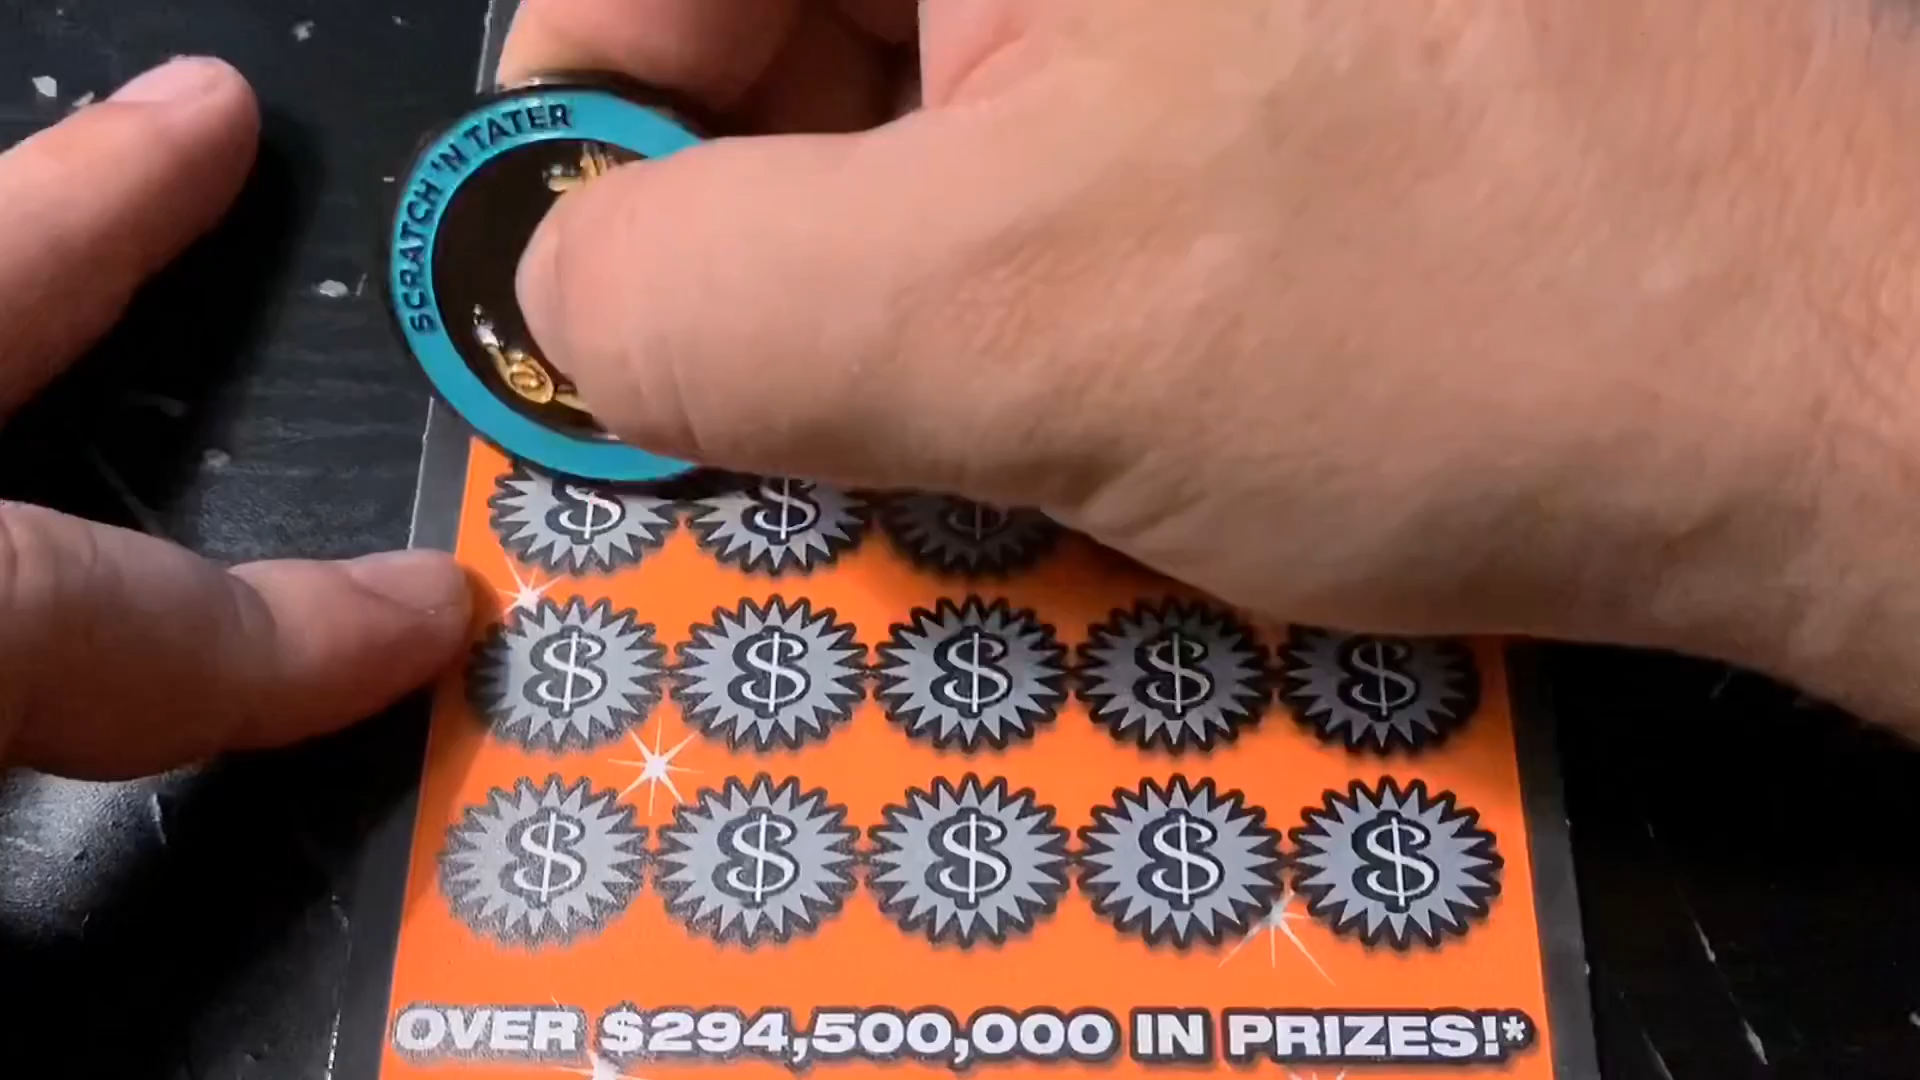 SCRATCH 'N TATER
$ $ $
$ $ $ $ $
$ $ $ $ $
OVER $294,500,000 IN PRIZES!*